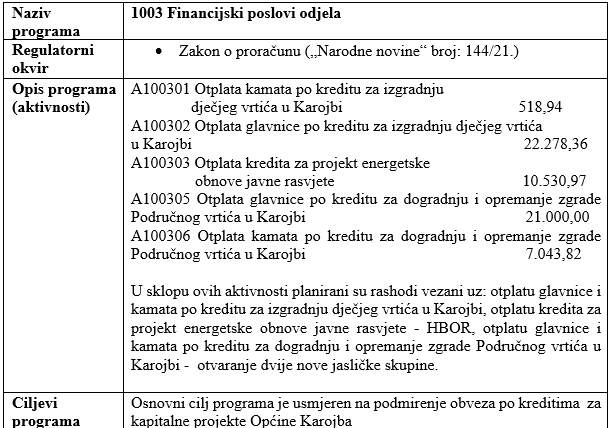 Naziv programa 1003 Financijski poslovi odjela
Regulatorni okvir • Zakon o proračunu („Narodne novine“ broj: 144/21.)
Opis programa (aktivnosti)
A100301 Otplata kamata po kreditu za izgradnju
dječjeg vrtića u Karojbi 518,94
A100302 Otplata glavnice po kreditu za izgradnju dječjeg vrtića
u Karojbi 22.278,36
A100303 Otplata kredita za projekt energetske
obnove javne rasvjete 10.530,97
A100305 Otplata glavnice po kreditu za dogradnju i opremanje zgrade
Područnog vrtića u Karojbi 21.000,00
A100306 Otplata kamata po kreditu za dogradnju i opremanje zgrade
Područnog vrtića u Karojbi 7.043,82
U sklopu ovih aktivnosti planirani su rashodi vezani uz: otplatu glavnice i
kamata po kreditu za izgradnju dječjeg vrtića u Karojbi, otplatu kredita za
projekt energetske obnove javne rasvjete - HBOR, otplatu glavnice i
kamata po kreditu za dogradnju i opremanje zgrade Područnog vrtića u
Karojbi - otvaranje dvije nove jasličke skupine.
Ciljevi programa
Osnovni cilj programa je usmjeren na podmirenje obveza po kreditima za
kapitalne projekte Općine Karojba